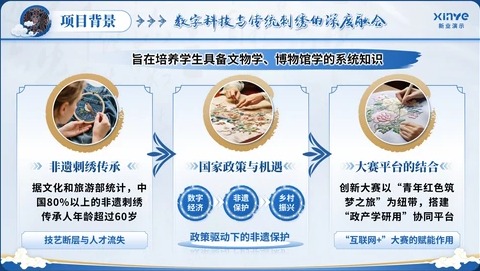 项目背景
数字科技与传统刺绣的深度融合
xinye
新业演示
旨在培养学生具备文物学、博物馆学的系统知识
非遗刺绣传承
据文化和旅游部统计，中
国80%以上的非遗刺绣
传承人年龄超过60岁
技艺断层与人才流失
国家政策与机遇
数字
经济
非遗
保护
乡村
振兴
政策驱动下的非遗保护
大赛平台的结合
创新大赛以“青年红色筑
梦之旅”为纽带，搭建
“政产学研用”协同平台
“互联网+”大赛的赋能作用